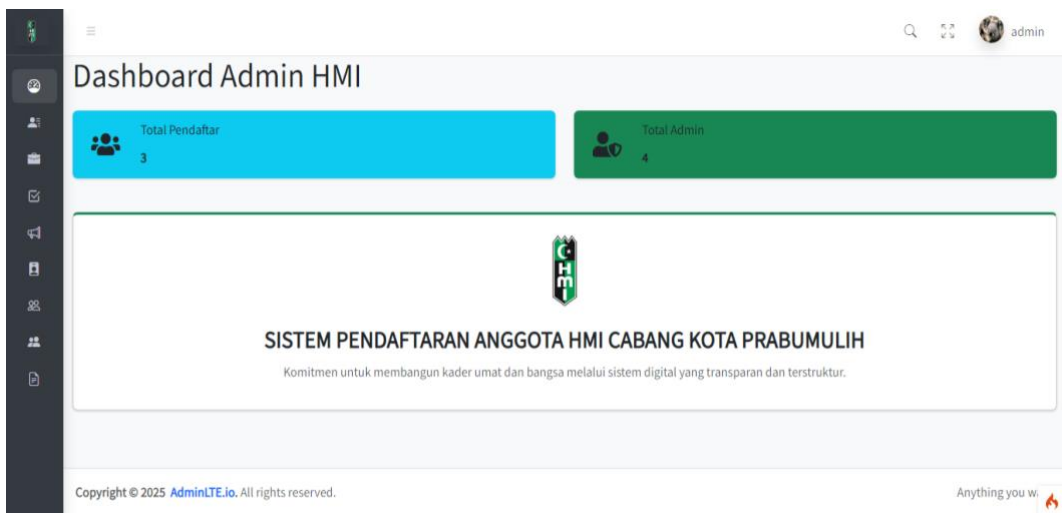 admin
Dashboard Admin HMI
Total Pendaftar
3
Total Admin
4
HMI
SISTEM PENDAFTARAN ANGGOTA HMI CABANG KOTA PRABUMULIH
Komitmen untuk membangun kader umat dan bangsa melalui sistem digital yang transparan dan terstruktur.
Copyright © 2025 AdminLTE.io. All rights reserved.
Anything you